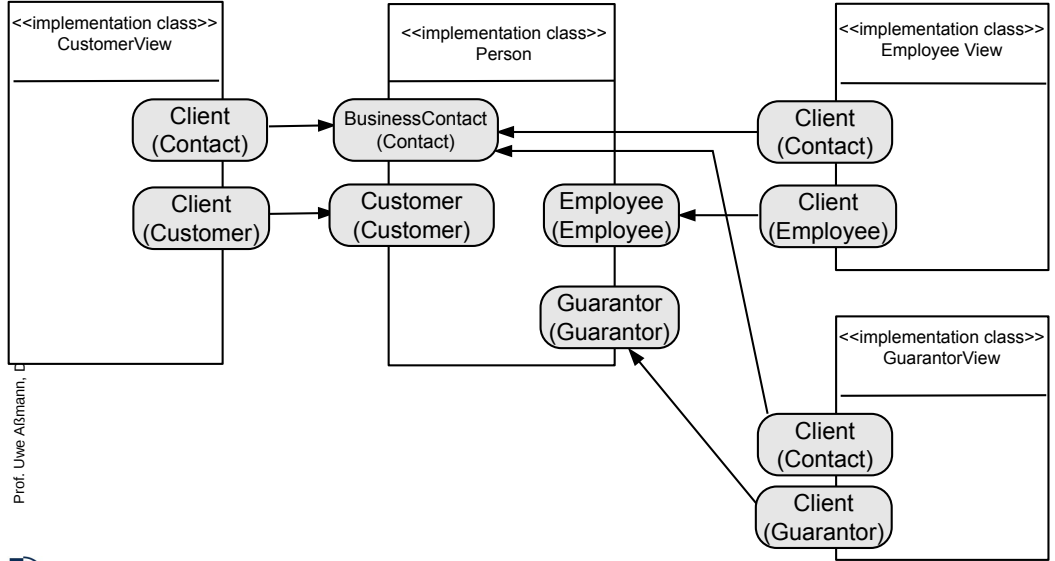 <<implementation class>>
CustomerView
Client
(Contact)
Client
(Customer)
<<implementation class>>
Person
BusinessContact
(Contact)
Customer
(Customer)
Employee
(Employee)
Guarantor
(Guarantor)
<<implementation class>>
Employee View
Client
(Contact)
Client
(Employee)
<<implementation class>>
GuarantorView
Client
(Contact)
Client
(Guarantor)
Prof. Uwe Aßmann,